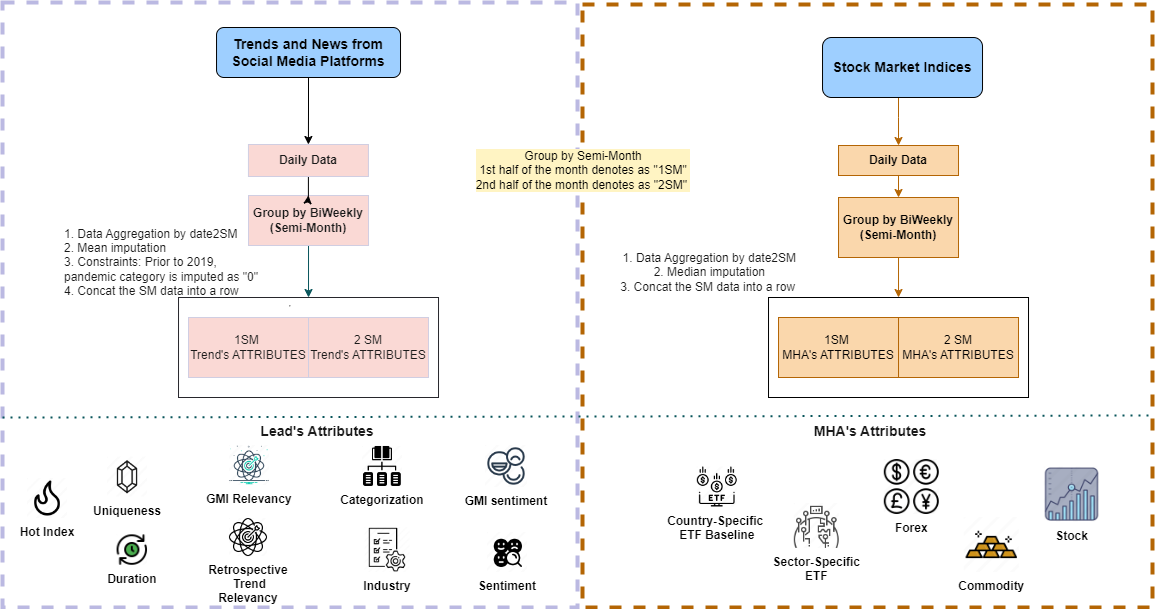 Trends and News from
Social Media Platforms
Daily Data
Group by BiWeekly
(Semi-Month)
1. Data Aggregation by date2SM
2. Mean imputation
3. Constraints: Prior to 2019,
pandemic category is imputed as "0"
4. Concat the SM data into a row
1SM
Trend's ATTRIBUTES
2 SM
Trend's ATTRIBUTES
Group by Semi-Month
1st half of the month denotes as "1SM"
2nd half of the month denotes as "2SM"
Stock Market Indices
Daily Data
Group by BiWeekly
(Semi-Month)
1. Data Aggregation by date2SM
2. Median imputation
3. Concat the SM data into a row
1SM
MHA's ATTRIBUTES
2 SM
MHA's ATTRIBUTES
Lead's Attributes
Hot Index
Uniqueness
Duration
GMI Relevancy
Retrospective
Trend
Relevancy
Categorization
Industry
GMI sentiment
Sentiment
MHA's Attributes
ETF
Country-Specific
ETF Baseline
Sector-Specific
ETF
$ €
£ ¥
Forex
Commodity
Stock